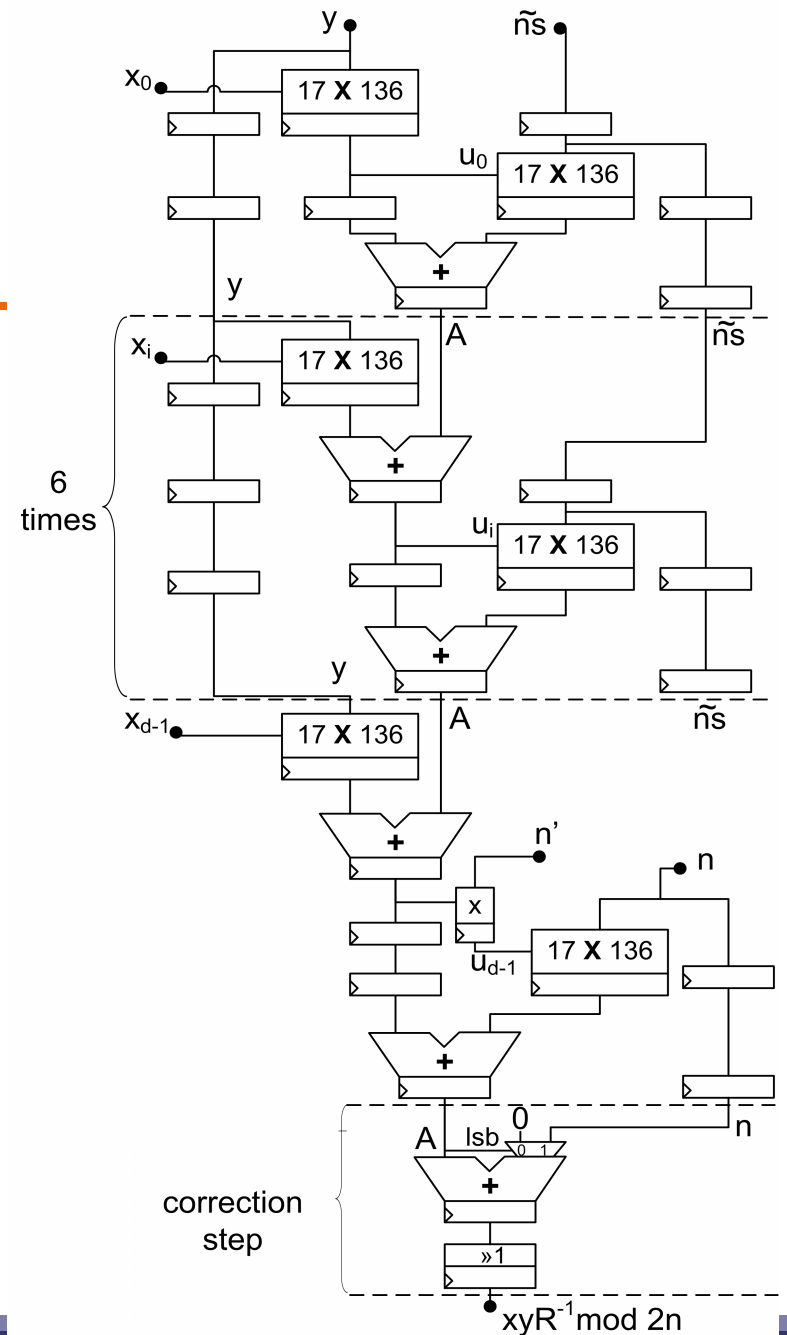 y
ñs
x0
17 X 136
u0
17 X 136
+
y
A
ñs
xi
17 X 136
6
times
+
ui
17 X 136
+
y
A
ñs
xd-1
17 X 136
+
n’
n
x
ud-1
17 X 136
+
0
A
lsb
0 1
n
+
correction
step
»1
xyR-1mod 2n